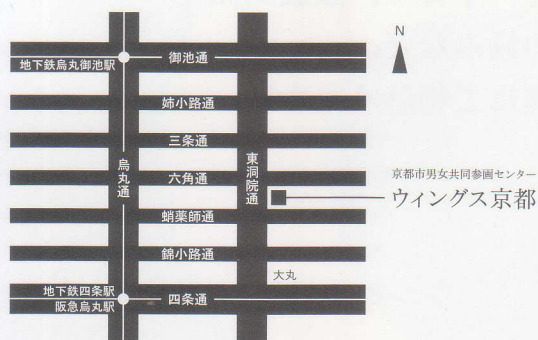 N
御池通
地下鉄烏丸御池駅
姉小路通
三条通
烏丸通
東洞院通
六角通
京都市男女共同参画センター
ウィングス京都
蛸薬師通
錦小路通
大丸
地下鉄四条駅
阪急烏丸駅
四条通